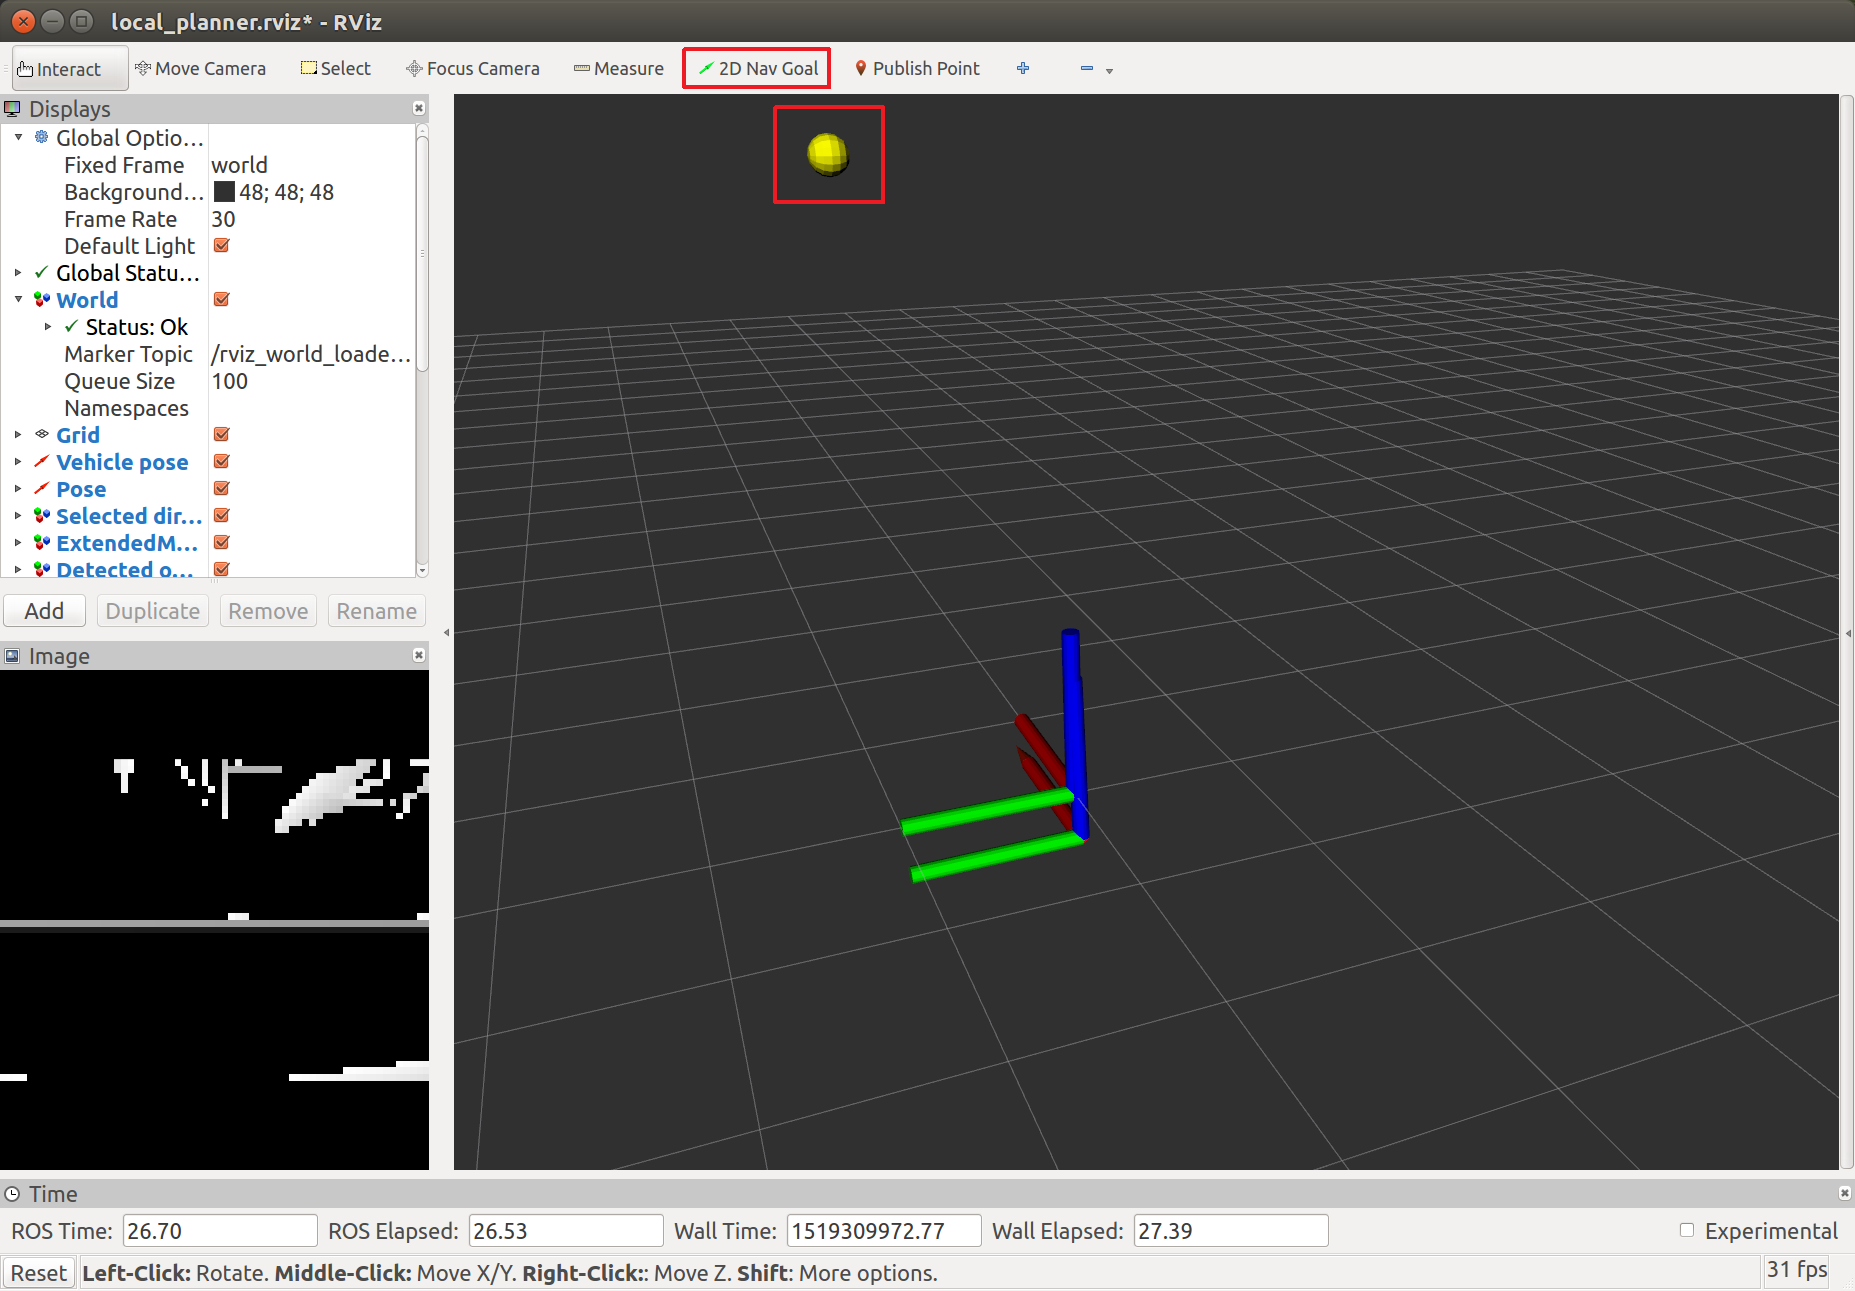 local_planner.rviz* - RViz
Interact Move Camera Select Focus Camera Measure 2D Nav Goal Publish Point
Displays
Global Optio...
Fixed Frame world
Background... 48; 48; 48
Frame Rate 30
Default Light
Global Statu...
World
Status: Ok
Marker Topic /rviz_world_loade...
Queue Size 100
Namespaces
Grid
Vehicle pose
Pose
Selected dir...
ExtendedM...
Detected o...
Add Duplicate Remove Rename
Image
Time
ROS Time: 26.70 ROS Elapsed: 26.53 Wall Time: 1519309972.77 Wall Elapsed: 27.39 Experimental
Reset Left-Click: Rotate. Middle-Click: Move X/Y. Right-Click:: Move Z. Shift: More options. 31 fps